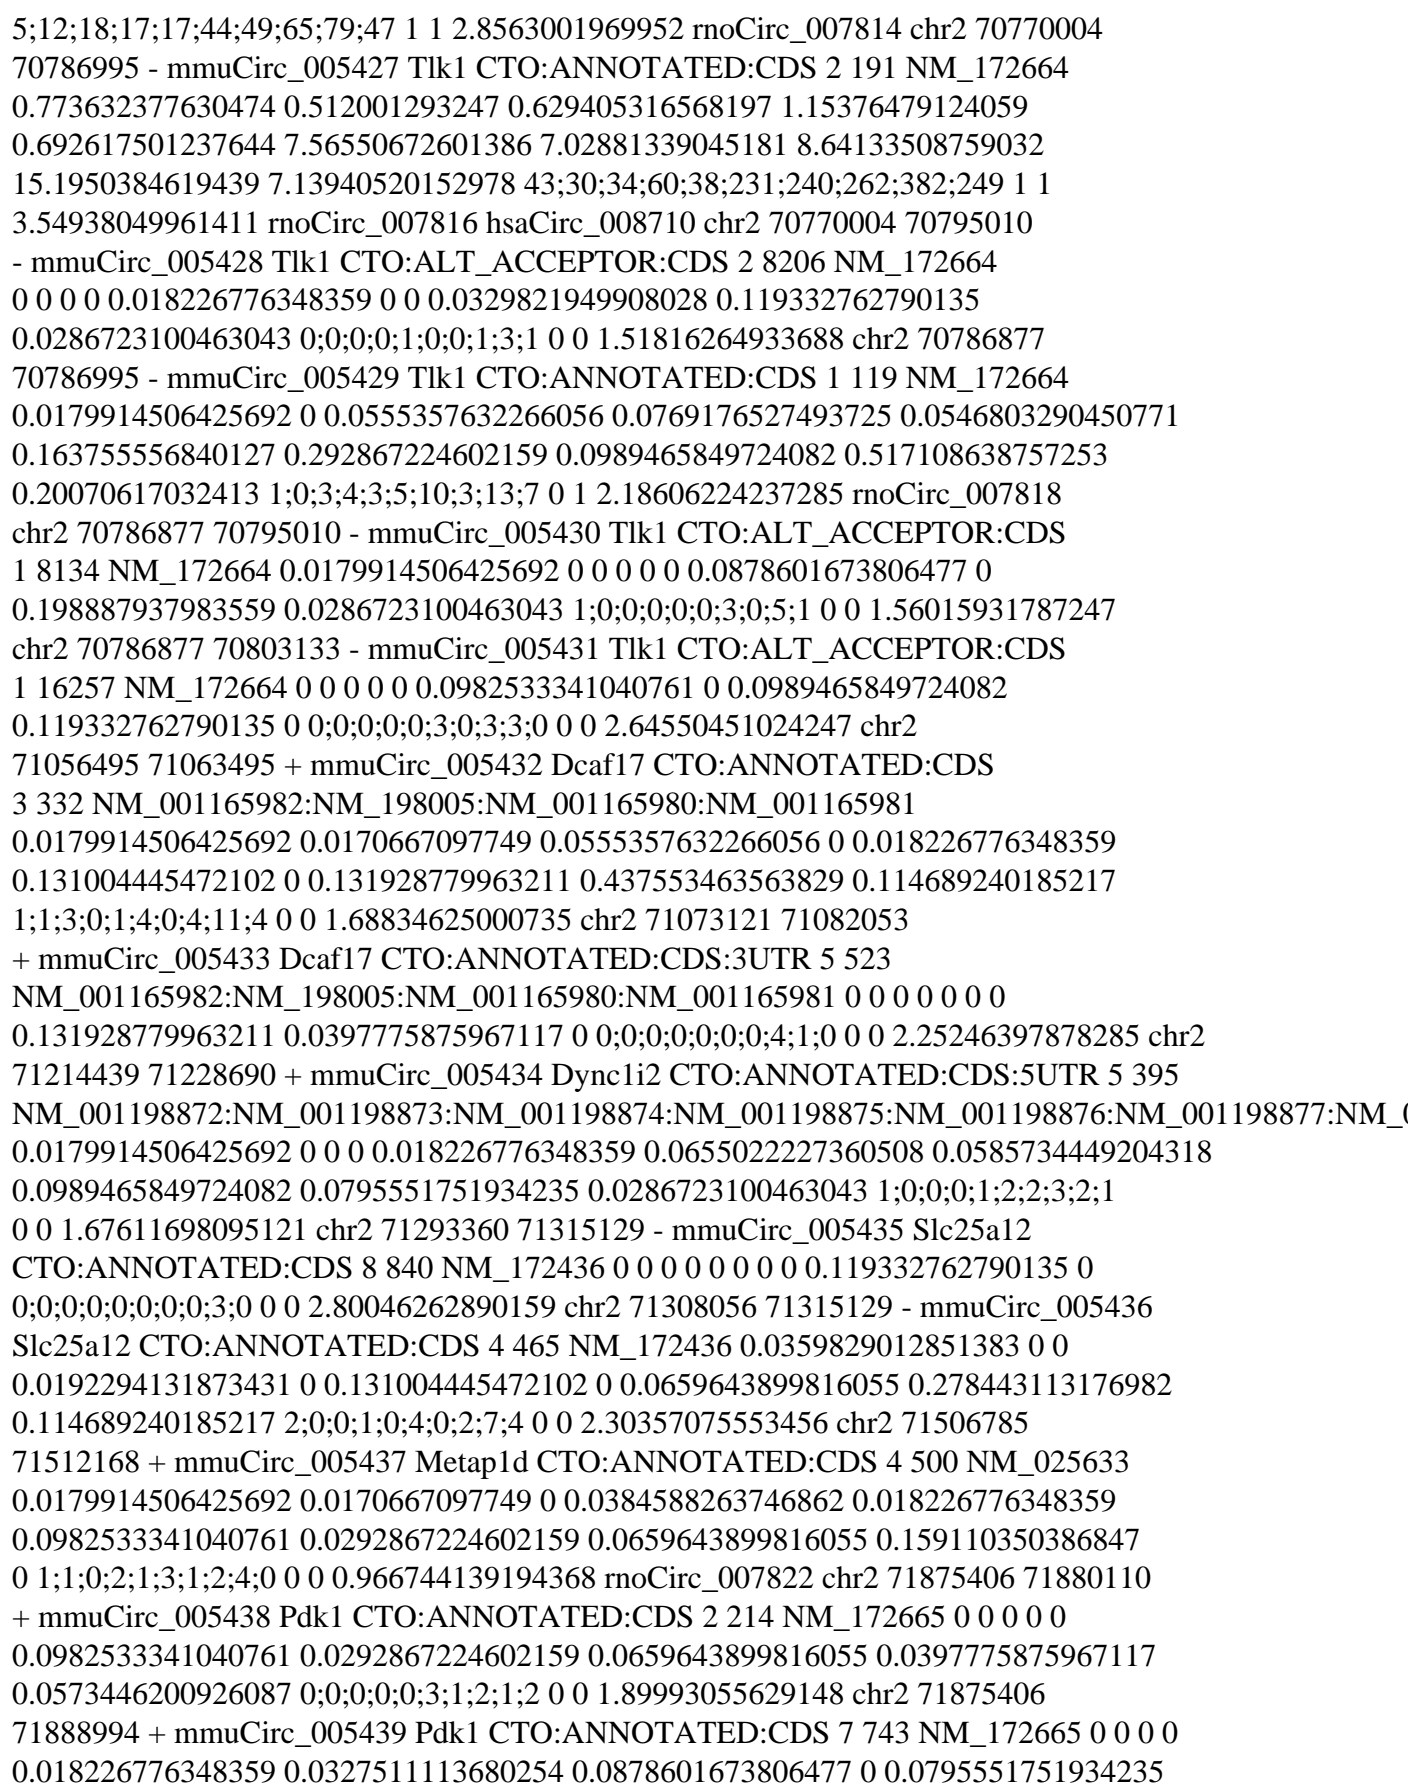 5;12;18;17;17;44;49;65;79;47 1 1 2.8563001969952 rnoCirc_007814 chr2 70770004
70786995 - mmuCirc_005427 Tlk1 CTO:ANNOTATED:CDS 2 191 NM_172664
0.773632377630474 0.512001293247 0.629405316568197 1.15376479124059
0.692617501237644 7.56550672601386 7.02881339045181 8.64133508759032
15.1950384619439 7.13940520152978 43;30;34;60;38;231;240;262;382;249 1 1
3.54938049961411 rnoCirc_007816 hsaCirc_008710 chr2 70770004 70795010
- mmuCirc_005428 Tlk1 CTO:ALT_ACCEPTOR:CDS 2 8206 NM_172664
0 0 0 0 0.018226776348359 0 0 0.0329821949908028 0.119332762790135
0.0286723100463043 0;0;0;0;1;0;0;1;3;1 0 0 1.51816264933688 chr2 70786877
70786995 - mmuCirc_005429 Tlk1 CTO:ANNOTATED:CDS 1 119 NM_172664
0.0179914506425692 0 0.0555357632266056 0.0769176527493725 0.0546803290450771
0.163755556840127 0.292867224602159 0.0989465849724082 0.517108638757253
0.20070617032413 1;0;3;4;3;5;10;3;13;7 0 1 2.18606224237285 rnoCirc_007818
chr2 70786877 70795010 - mmuCirc_005430 Tlk1 CTO:ALT_ACCEPTOR:CDS
1 8134 NM_172664 0.0179914506425692 0 0 0 0 0 0.0878601673806477 0
0.198887937983559 0.0286723100463043 1;0;0;0;0;0;3;0;5;1 0 0 1.56015931787247
chr2 70786877 70803133 - mmuCirc_005431 Tlk1 CTO:ALT_ACCEPTOR:CDS
1 16257 NM_172664 0 0 0 0 0 0.0982533341040761 0 0.0989465849724082
0.119332762790135 0 0;0;0;0;0;3;0;3;3;0 0 0 2.64550451024247 chr2
71056495 71063495 + mmuCirc_005432 Dcaf17 CTO:ANNOTATED:CDS
3 332 NM_001165982:NM_198005:NM_001165980:NM_001165981
0.0179914506425692 0.0170667097749 0.0555357632266056 0 0.018226776348359
0.131004445472102 0 0.131928779963211 0.437553463563829 0.114689240185217
1;1;3;0;1;4;0;4;11;4 0 0 1.68834625000735 chr2 71073121 71082053
+ mmuCirc_005433 Dcaf17 CTO:ANNOTATED:CDS:3UTR 5 523
NM_001165982:NM_198005:NM_001165980:NM_001165981 0 0 0 0 0 0 0
0.131928779963211 0.0397775875967117 0 0;0;0;0;0;0;0;4;1;0 0 0 2.25246397878285 chr2
71214439 71228690 + mmuCirc_005434 Dync1i2 CTO:ANNOTATED:CDS:5UTR 5 395
NM_001198872:NM_001198873:NM_001198874:NM_001198875:NM_001198876:NM_001198877:NM_
0.0179914506425692 0 0 0 0.018226776348359 0.0655022227360508 0.0585734449204318
0.0989465849724082 0.0795551751934235 0.0286723100463043 1;0;0;0;1;2;2;3;2;1
0 0 1.67611698095121 chr2 71293360 71315129 - mmuCirc_005435 Slc25a12
CTO:ANNOTATED:CDS 8 840 NM_172436 0 0 0 0 0 0 0 0 0.119332762790135 0
0;0;0;0;0;0;0;0;3;0 0 0 2.80046262890159 chr2 71308056 71315129 - mmuCirc_005436
Slc25a12 CTO:ANNOTATED:CDS 4 465 NM_172436 0.0359829012851383 0 0
0.0192294131873431 0 0.131004445472102 0 0.0659643899816055 0.278443113176982
0.114689240185217 2;0;0;1;0;4;0;2;7;4 0 0 2.30357075553456 chr2 71506785
71512168 + mmuCirc_005437 Metap1d CTO:ANNOTATED:CDS 4 500 NM_025633
0.0179914506425692 0.0170667097749 0 0.0384588263746862 0.018226776348359
0.0982533341040761 0.0292867224602159 0.0659643899816055 0.159110350386847
0 1;1;0;2;1;3;1;2;4;0 0 0 0.966744139194368 rnoCirc_007822 chr2 71875406 71880110
+ mmuCirc_005438 Pdk1 CTO:ANNOTATED:CDS 2 214 NM_172665 0 0 0 0 0
0.0982533341040761 0.0292867224602159 0.0659643899816055 0.0397775875967117
0.0573446200926087 0;0;0;0;0;3;1;2;1;2 0 0 1.89993055629148 chr2 71875406
71888994 + mmuCirc_005439 Pdk1 CTO:ANNOTATED:CDS 7 743 NM_172665 0 0 0 0
0.018226776348359 0.0327511113680254 0.0878601673806477 0 0.0795551751934235